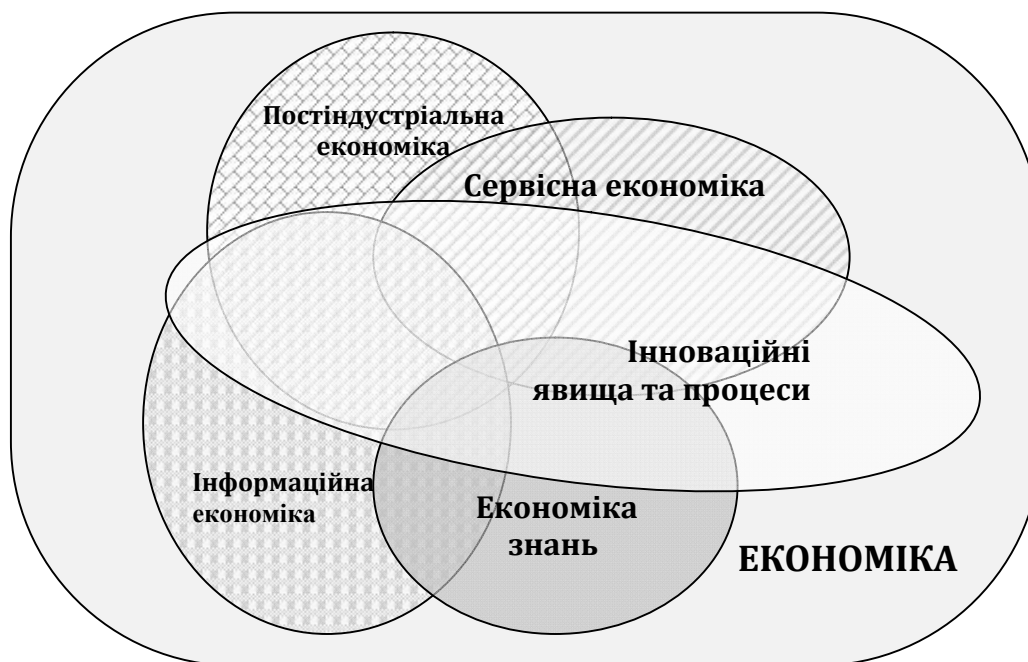 Постіндустріальна
економіка
Сервісна економіка
Інноваційні
явища та процеси
Інформаційна
економіка
Економіка
знань
ЕКОНОМІКА